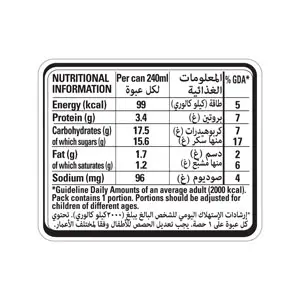 NUTRITIONAL INFORMATION Per can 240ml لكل عبوة المعلومات الغذائية % GDA*
Energy (kcal) 99 طاقة (كيلو كالوري) 5
Protein (g) 3.4 بروتين (غ) 7
Carbohydrates (g) 17.5 كربوهيدرات (غ) 7
of which sugars (g) 15.6 منها سكر (غ) 17
Fat (g) 1.7 دسم (غ) 2
of which saturates (g) 1.2 منها مشبع (غ) 6
Sodium (mg) 96 صوديوم (مغ) 4
*Guideline Daily Amounts of an average adult (2000 kcal).
Pack contains 1 portion. Portions should be adjusted for
children of different ages.
*إرشادات الإستهلاك اليومي للشخص البالغ يبلغ (٢٠٠٠ كيلو كالوري). تحتوي
كل عبوة على ١ حصة. يجب تعديل الحصص للأطفال وفقا لمختلف الأعمار.